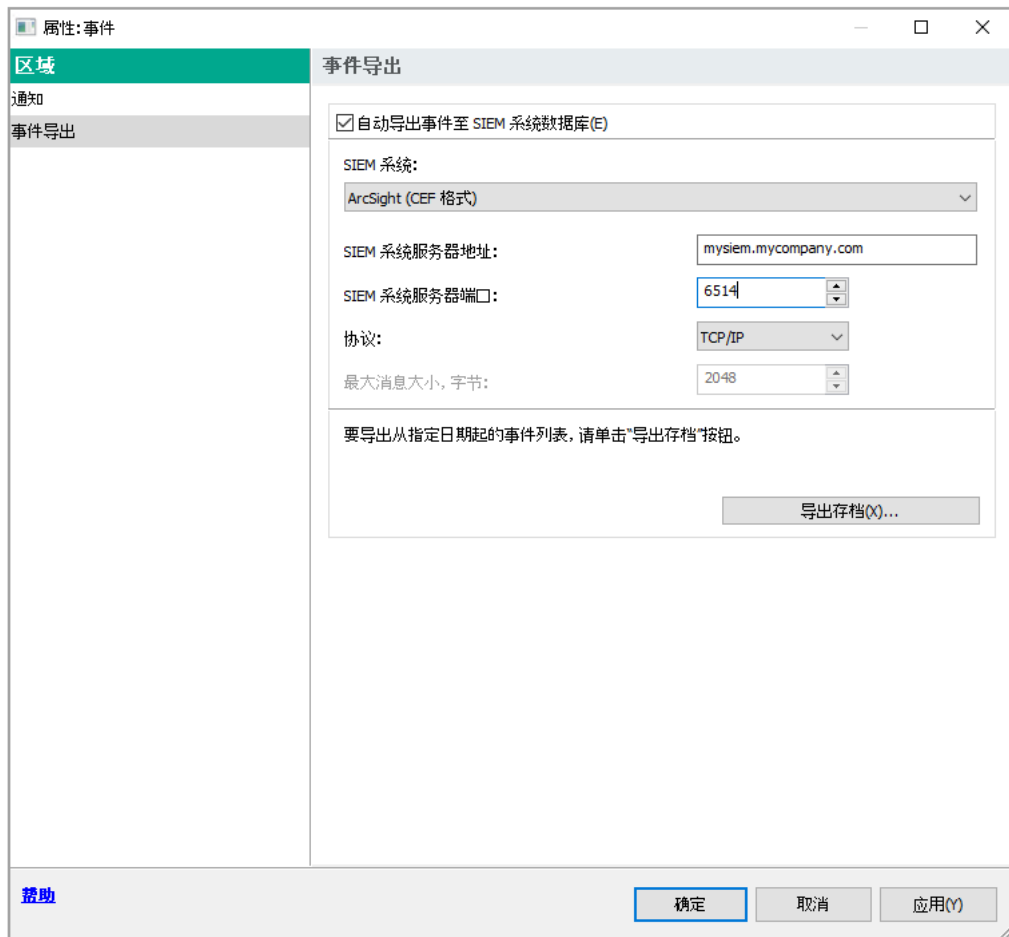 属性:事件
区域
通知
事件导出
事件导出
自动导出事件至 SIEM 系统数据库(E)
SIEM 系统:
ArcSight (CEF 格式)
SIEM 系统服务器地址: mysiem.mycompany.com
SIEM 系统服务器端口: 6514
协议: TCP/IP
最大消息大小, 字节: 2048
要导出从指定日期起的事件列表, 请单击"导出存档"按钮。
导出存档(X)...
帮助 确定 取消 应用(Y)